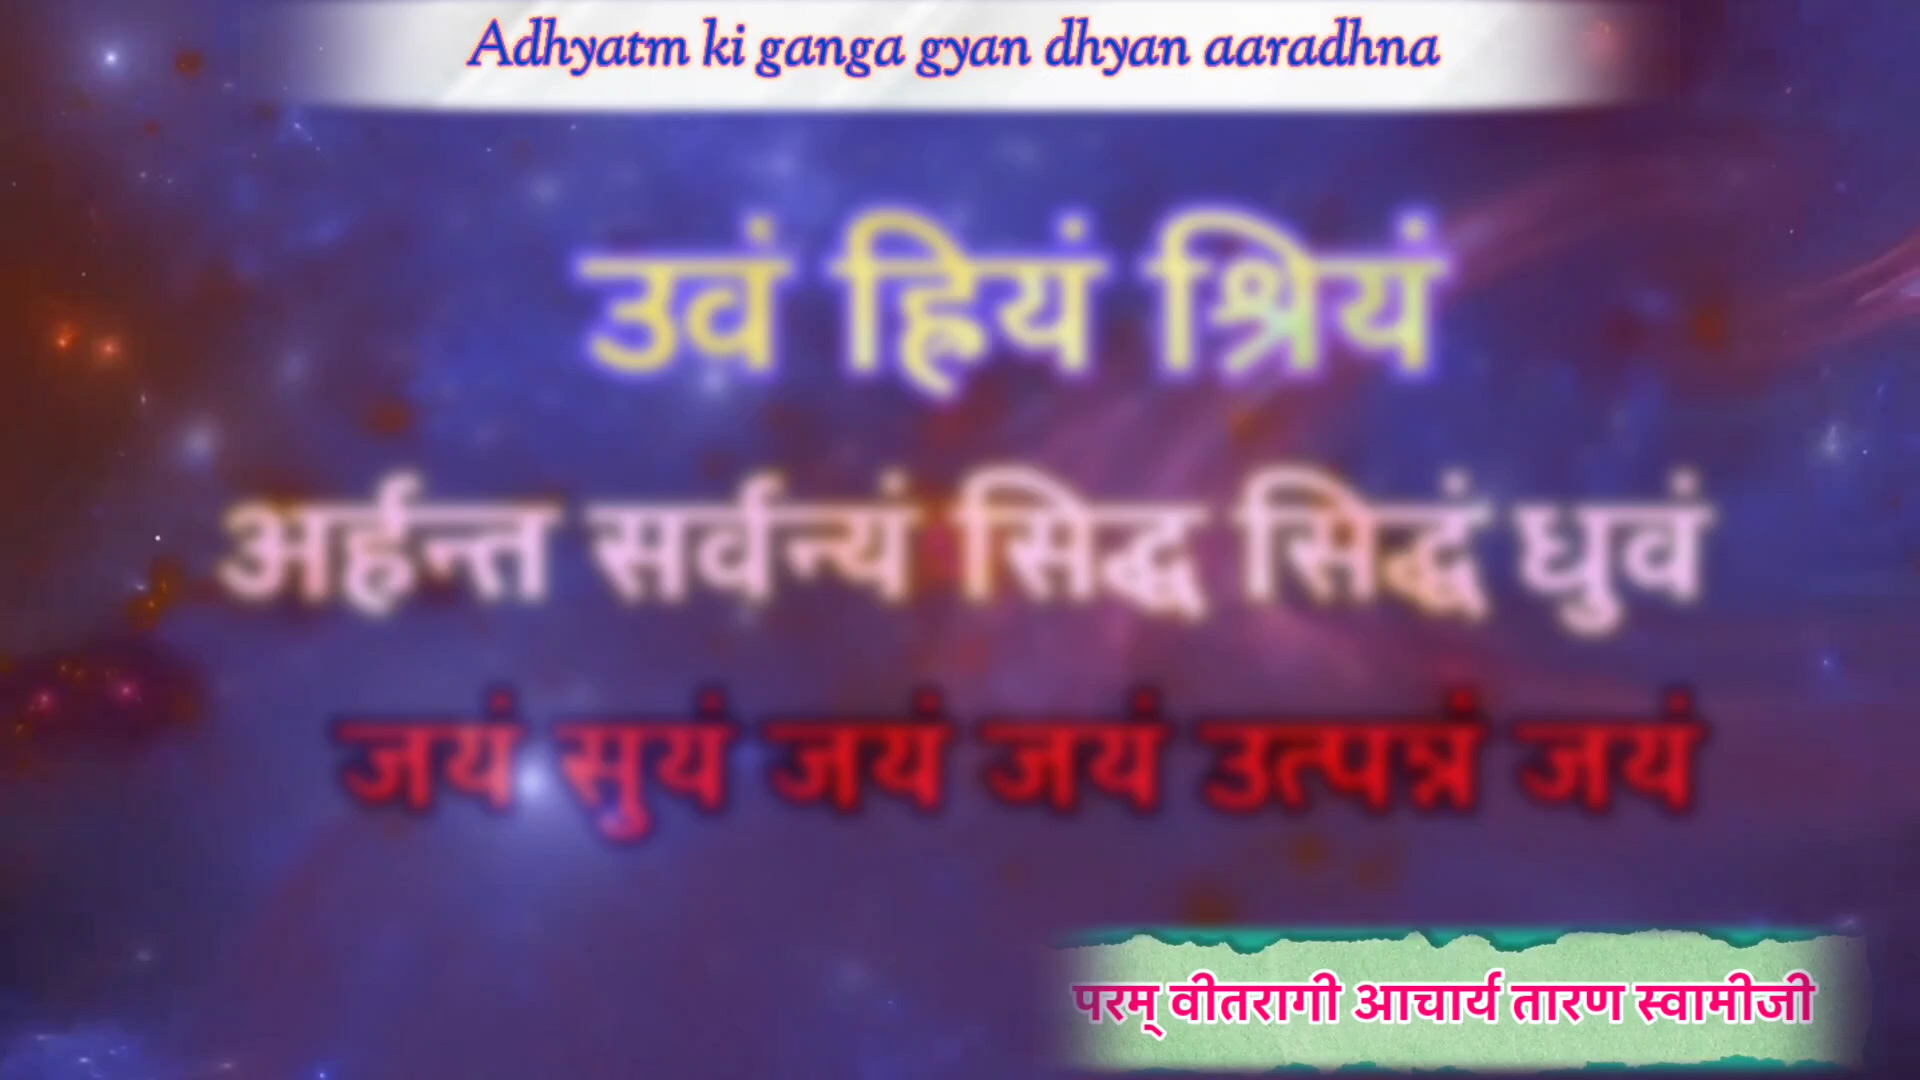 Adhyatm ki ganga gyan dhyan aaradhna
उवं ह्रियं श्रियं
अर्हन्त सर्वन्यं सिद्ध सिद्धं ध्रुवं
जयं सुयं जयं जयं उत्पन्नं जयं
परम् वीतरागी आचार्य तारण स्वामीजी